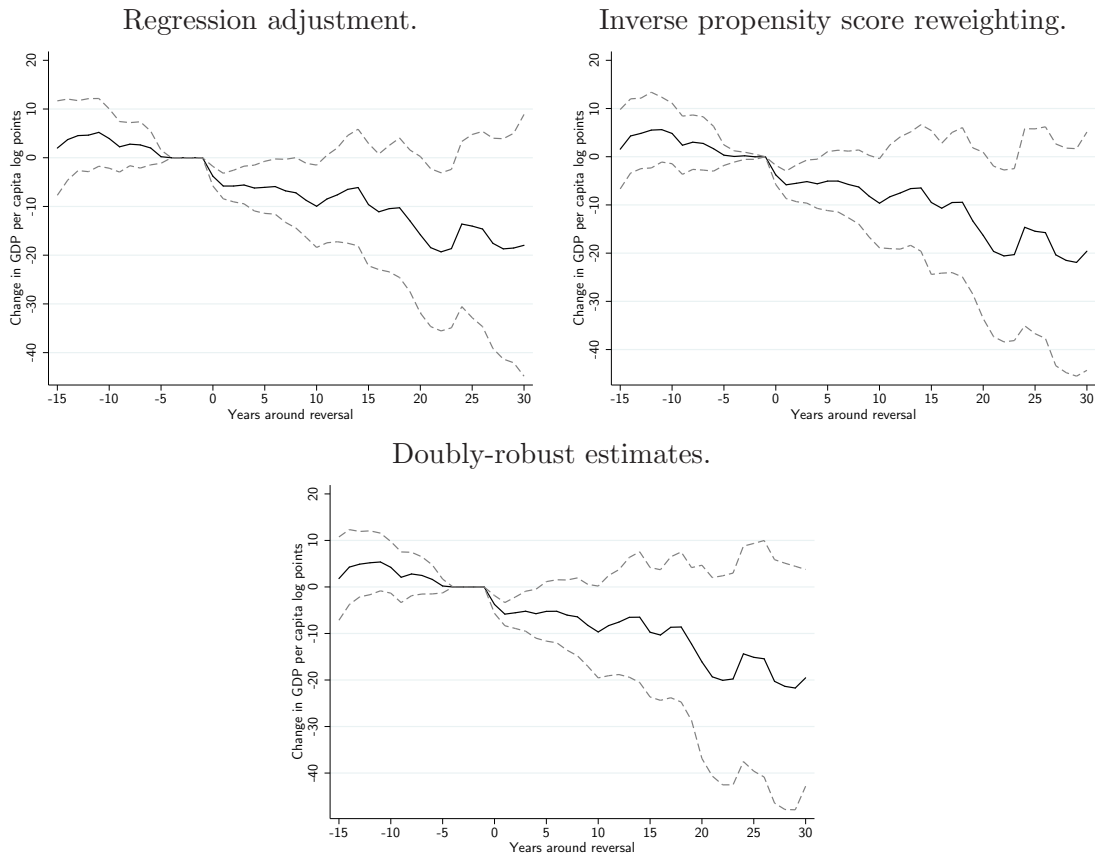 Regression adjustment.
Change in GDP per capita log points
20
10
0
-10
-20
-30
-40
-15 -10 -5 0 5 10 15 20 25 30
Years around reversal
Inverse propensity score reweighting.
Change in GDP per capita log points
20
10
0
-10
-20
-30
-40
-15 -10 -5 0 5 10 15 20 25 30
Years around reversal
Doubly-robust estimates.
Change in GDP per capita log points
20
10
0
-10
-20
-30
-40
-15 -10 -5 0 5 10 15 20 25 30
Years around reversal